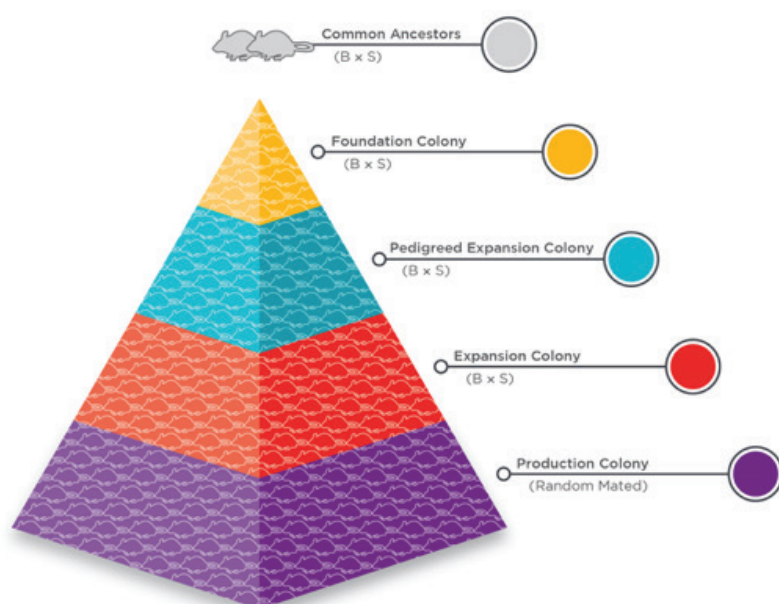 Common Ancestors
(B × S)
Foundation Colony
(B × S)
Pedigreed Expansion Colony
(B × S)
Expansion Colony
(B × S)
Production Colony
(Random Mated)